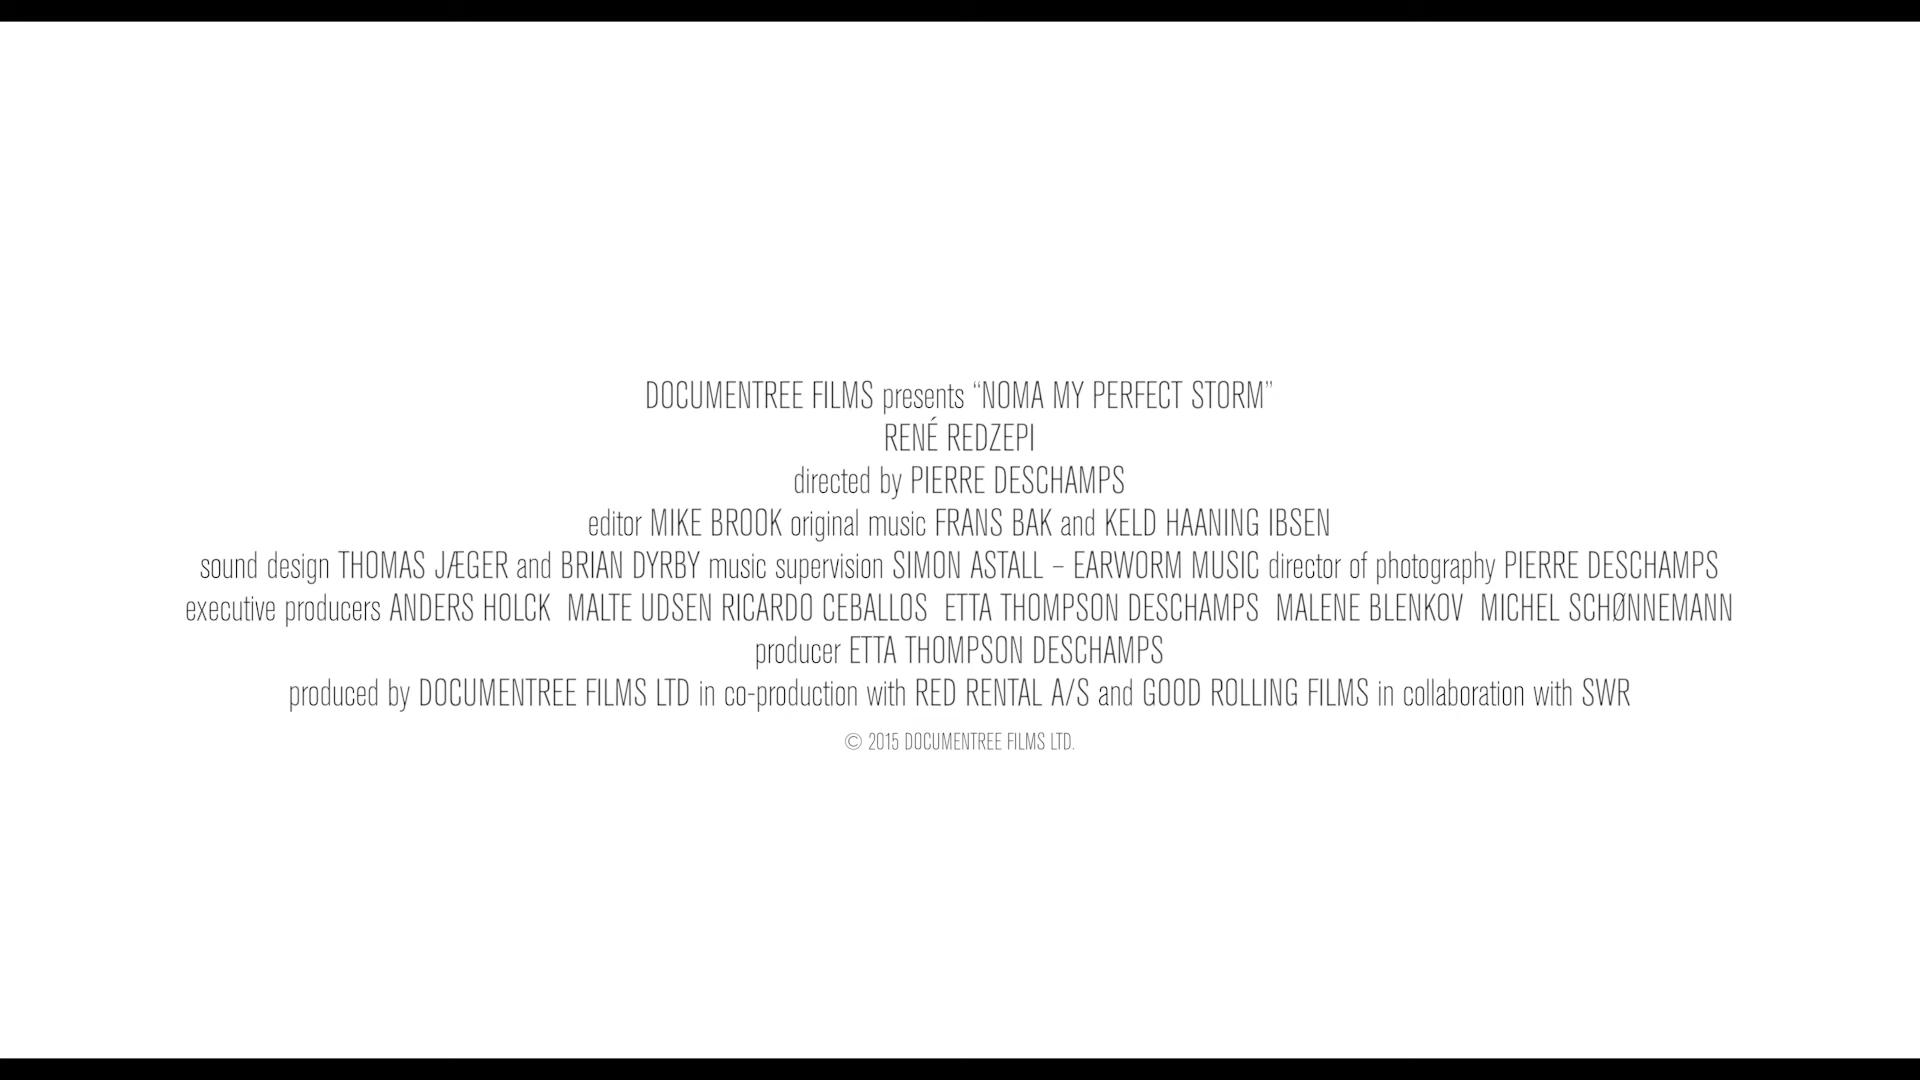 DOCUMENTREE FILMS presents “NOMA MY PERFECT STORM”
RENÉ REDZEPI
directed by PIERRE DESCHAMPS
editor MIKE BROOK original music FRANS BAK and KELD HAANING IBSEN
sound design THOMAS JÆGER and BRIAN DYRBY music supervision SIMON ASTALL – EARWORM MUSIC director of photography PIERRE DESCHAMPS
executive producers ANDERS HOLCK  MALTE UDSEN RICARDO CEBALLOS  ETTA THOMPSON DESCHAMPS  MALENE BLENKOV  MICHEL SCHØNNEMANN
producer ETTA THOMPSON DESCHAMPS
produced by DOCUMENTREE FILMS LTD in co-production with RED RENTAL A/S and GOOD ROLLING FILMS in collaboration with SWR
© 2015 DOCUMENTREE FILMS LTD.